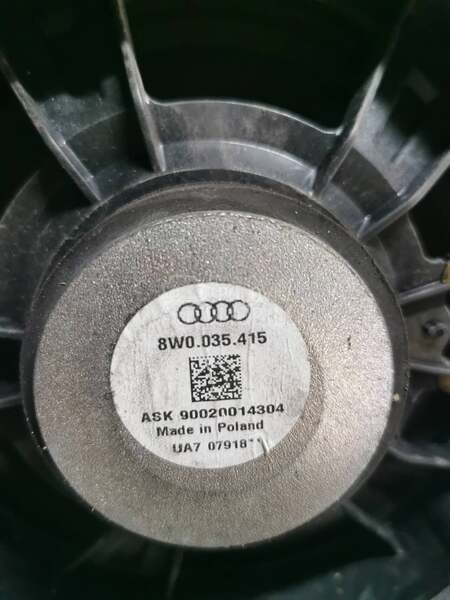 8W0.035.415
ASK 90020014304
Made in Poland
UA7 07918**